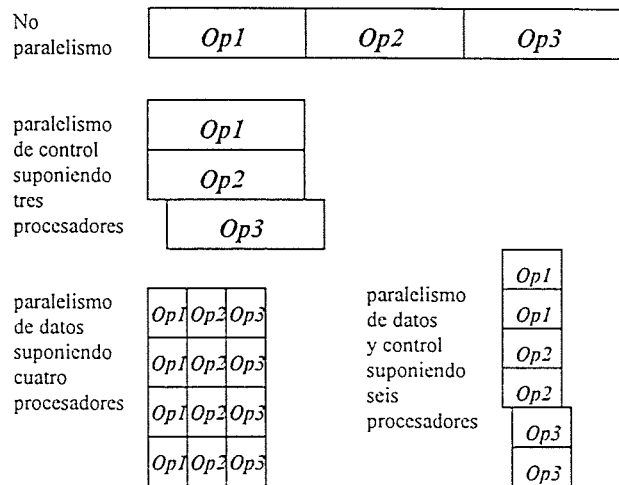 No
paralelismo
Op1 Op2 Op3
paralelismo
de control
suponiendo
tres
procesadores
Op1
Op2
Op3
paralelismo
de datos
suponiendo
cuatro
procesadores
Op1 Op2 Op3
Op1 Op2 Op3
Op1 Op2 Op3
Op1 Op2 Op3
paralelismo
de datos
y control
suponiendo
seis
procesadores
Op1
Op1
Op2
Op2
Op3
Op3